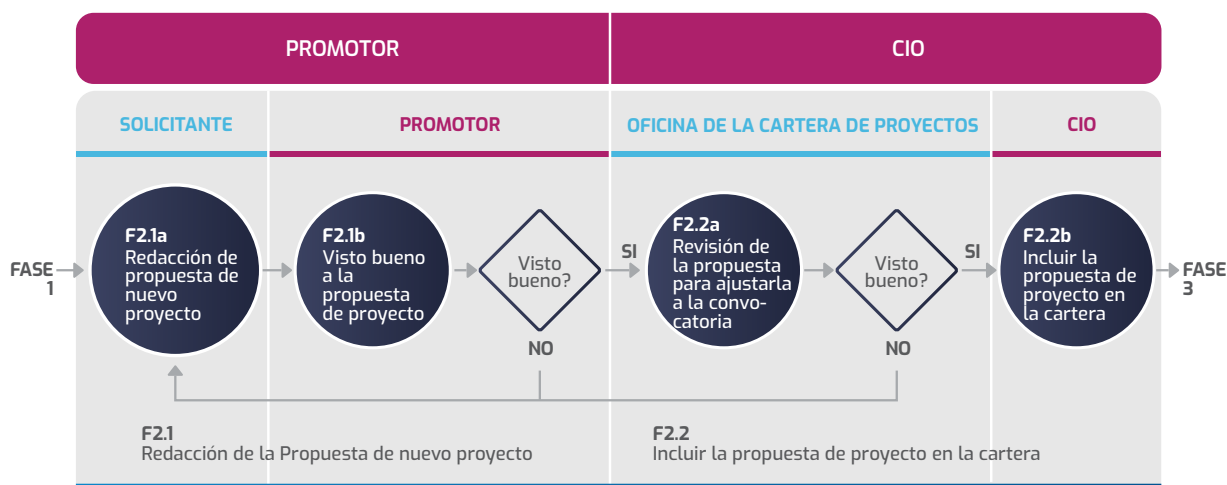 PROMOTOR
CIO
SOLICITANTE
PROMOTOR
OFICINA DE LA CARTERA DE PROYECTOS
CIO
FASE
1
F2.1a
Redacción de
propuesta de
nuevo
proyecto
F2.1b
Visto bueno
a la
propuesta
de proyecto
Visto
bueno?
SI
NO
F2.2a
Revisión de
la propuesta
para ajustarla
a la convo-
catoria
Visto
bueno?
SI
NO
F2.2b
Incluir la
propuesta de
proyecto en
la cartera
FASE
3
F2.1
Redacción de la Propuesta de nuevo proyecto
F2.2
Incluir la propuesta de proyecto en la cartera